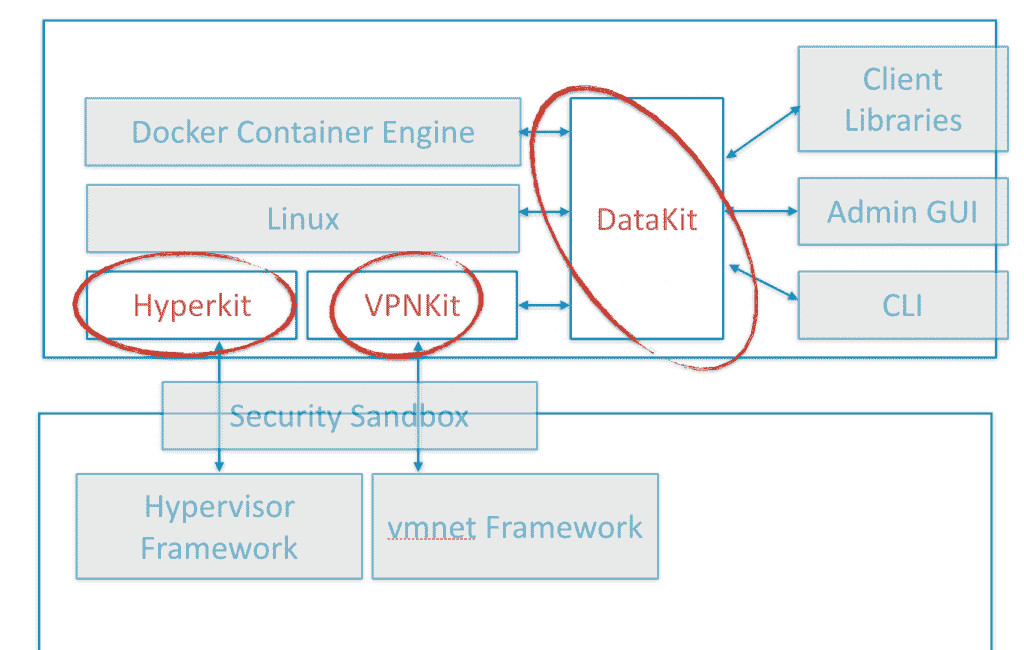 Docker Container Engine
Linux
Hyperkit
VPNKit
DataKit
Client
Libraries
Admin GUI
CLI
Security Sandbox
Hypervisor
Framework
vmnet Framework